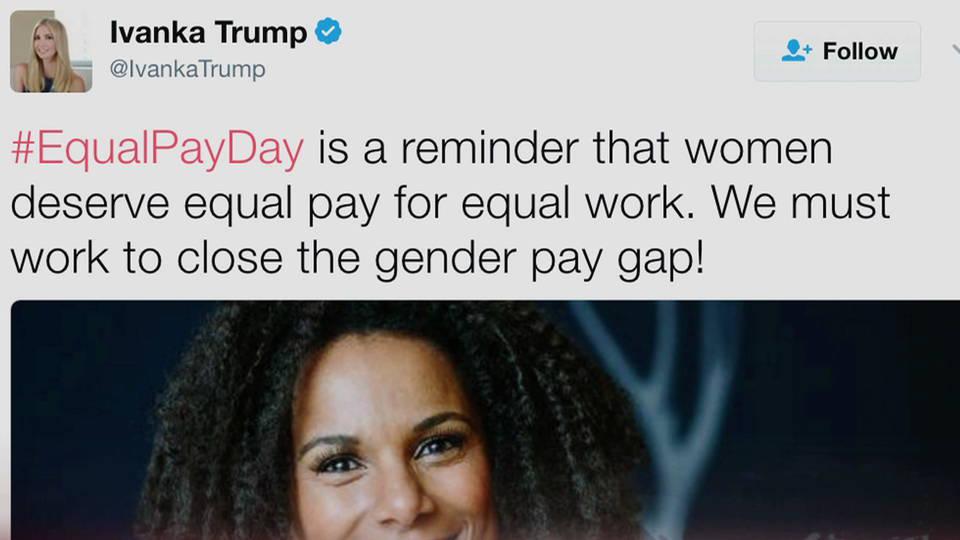 Ivanka Trump
@IvankaTrump
Follow
#EqualPayDay is a reminder that women
deserve equal pay for equal work. We must
work to close the gender pay gap!